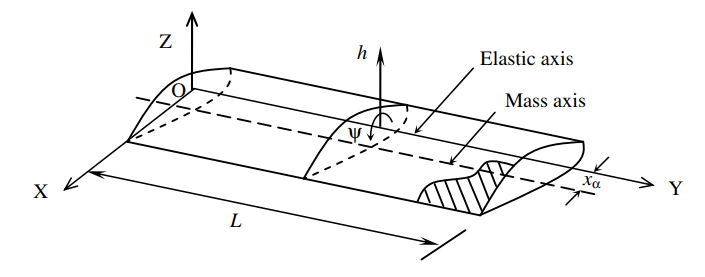 Z
h
Elastic axis
O
Mass axis
ψ
xα
X
Y
L